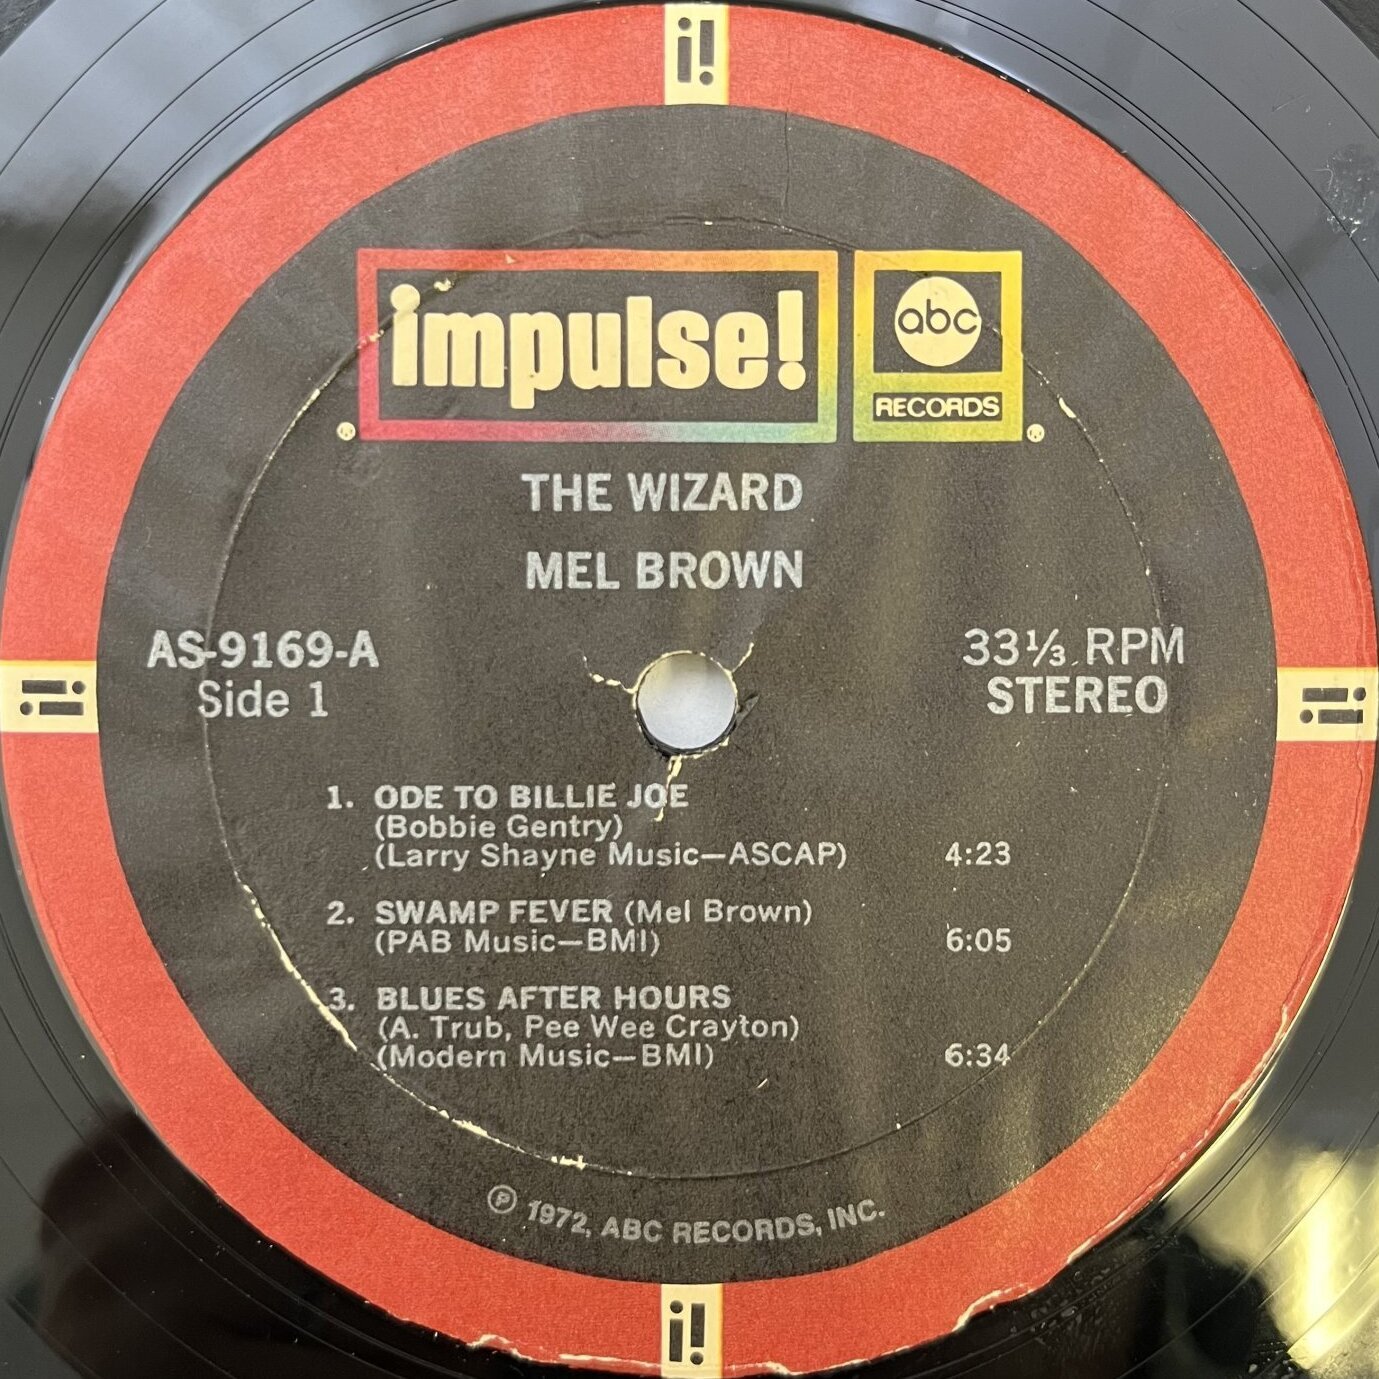 i!
impulse!
abc
RECORDS
THE WIZARD
MEL BROWN
AS-9169-A
Side 1
33⅓ RPM
STEREO
i!
i!
1. ODE TO BILLIE JOE
(Bobbie Gentry)
(Larry Shayne Music—ASCAP) 4:23
2. SWAMP FEVER (Mel Brown)
(PAB Music—BMI) 6:05
3. BLUES AFTER HOURS
(A. Trub, Pee Wee Crayton)
(Modern Music—BMI) 6:34
℗ 1972, ABC RECORDS, INC.
i!